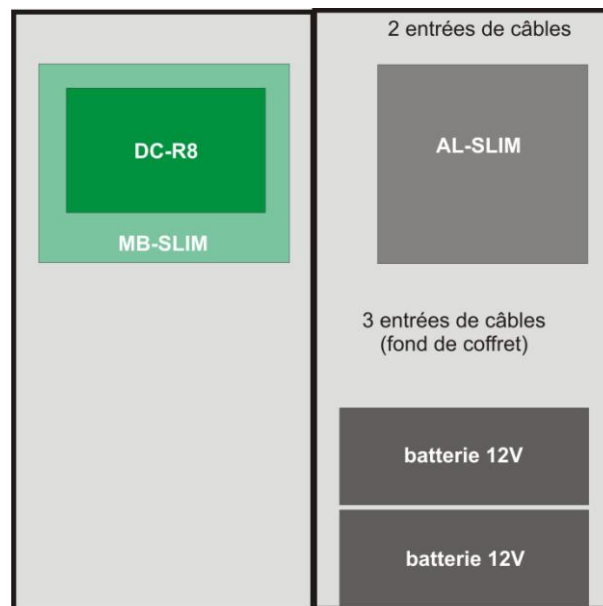 2 entrées de câbles
DC-R8
AL-SLIM
MB-SLIM
3 entrées de câbles
(fond de coffret)
batterie 12V
batterie 12V